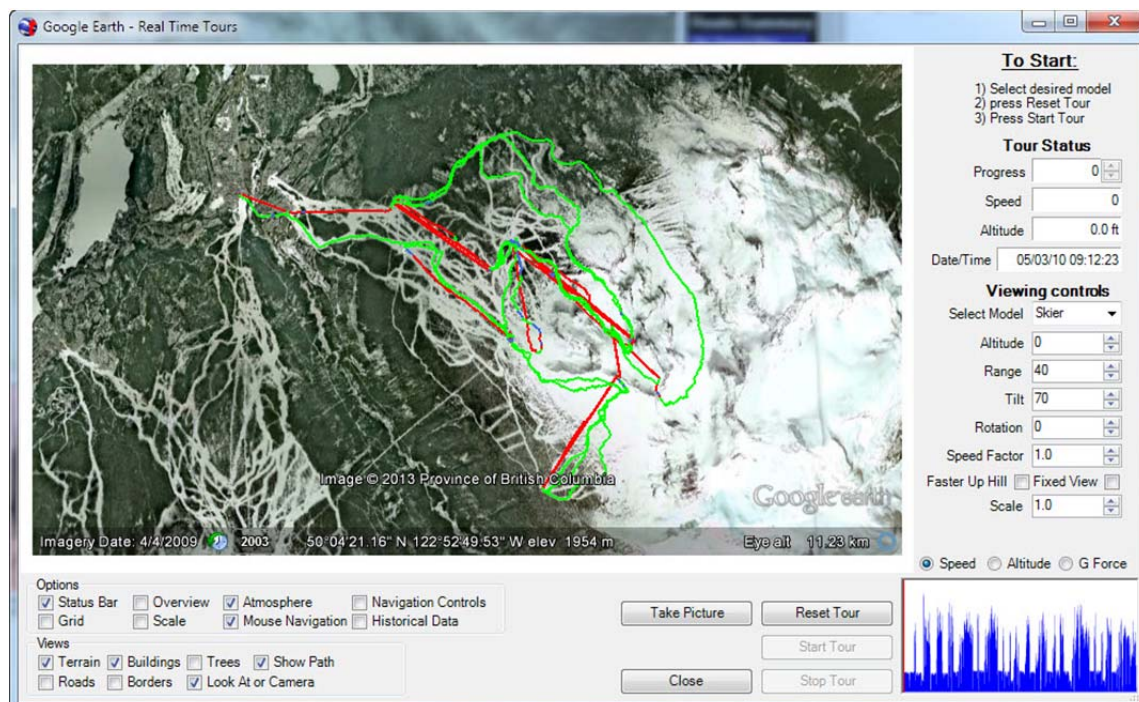 Google Earth - Real Time Tours
To Start:
1) Select desired model
2) press Reset Tour
3) Press Start Tour
Tour Status
Progress 0
Speed 0
Altitude 0.0 ft
Date/Time 05/03/10 09:12:23
Viewing controls
Select Model Skier
Altitude 0
Range 40
Tilt 70
Rotation 0
Speed Factor 1.0
Faster Up Hill Fixed View
Scale 1.0
Image © 2013 Province of British Columbia
Google earth
Imagery Date: 4/4/2009 2003 50°04'21.16" N 122°52'49.53" W elev 1954 m Eye alt 11.23 km
Speed Altitude G Force
Options
Status Bar Overview Atmosphere Navigation Controls
Grid Scale Mouse Navigation Historical Data
Views
Terrain Buildings Trees Show Path
Roads Borders Look At or Camera
Take Picture Reset Tour
Start Tour
Close Stop Tour